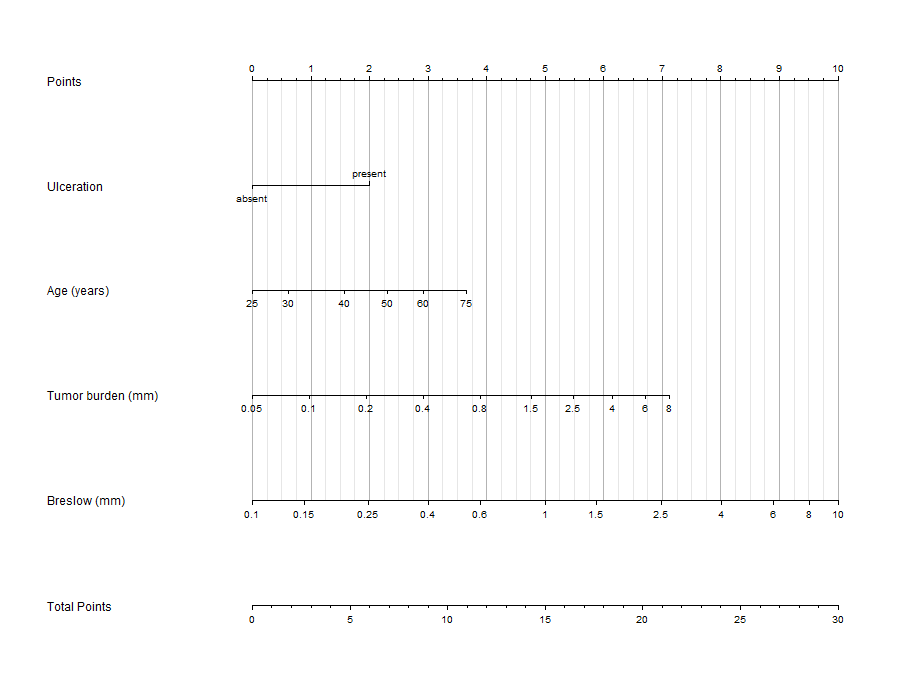 0 1 2 3 4 5 6 7 8 9 10
Points
present
Ulceration
absent
Age (years)
25 30 40 50 60 75
Tumor burden (mm)
0.05 0.1 0.2 0.4 0.8 1.5 2.5 4 6 8
Breslow (mm)
0.1 0.15 0.25 0.4 0.6 1 1.5 2.5 4 6 8 10
Total Points
0 5 10 15 20 25 30